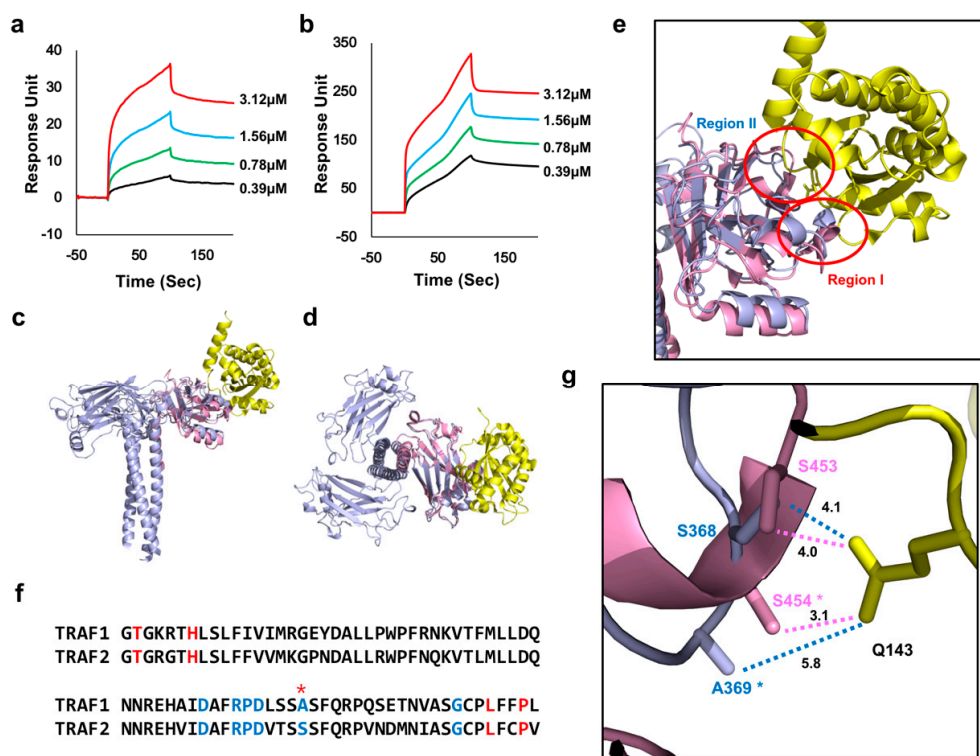 a
Response Unit
40
30
20
10
0
-10
-50
50
150
Time (Sec)
3.12µM
1.56µM
0.78µM
0.39µM
b
Response Unit
350
250
150
50
-50
-50
50
150
Time (Sec)
3.12µM
1.56µM
0.78µM
0.39µM
e
Region II
Region I
c
d
g
S453
S368
4.1
4.0
S454 *
3.1
Q143
5.8
A369 *
f
TRAF1 GTGKRTHLSLFIVIMRGEYDALLPWPFRNKVTFMLLDQ
TRAF2 GTGRGTHLSLFFVVMKGPNDALLRWPFNQKVTLMLLDQ
*
TRAF1 NNREHAIDAFRPDLSSASFQRPQSETNVASGCPLFFPL
TRAF2 NNREHVIDAFRPDVTSSSFQRPVNDMNIASGCPLFCPV